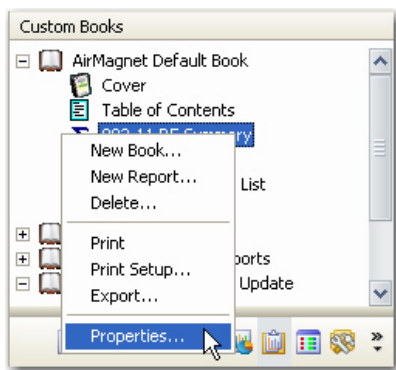 Custom Books
AirMagnet Default Book
Cover
Table of Contents
New Book...
New Report...
List
Delete...
Print
Print Setup...
Update
Export...
Properties...